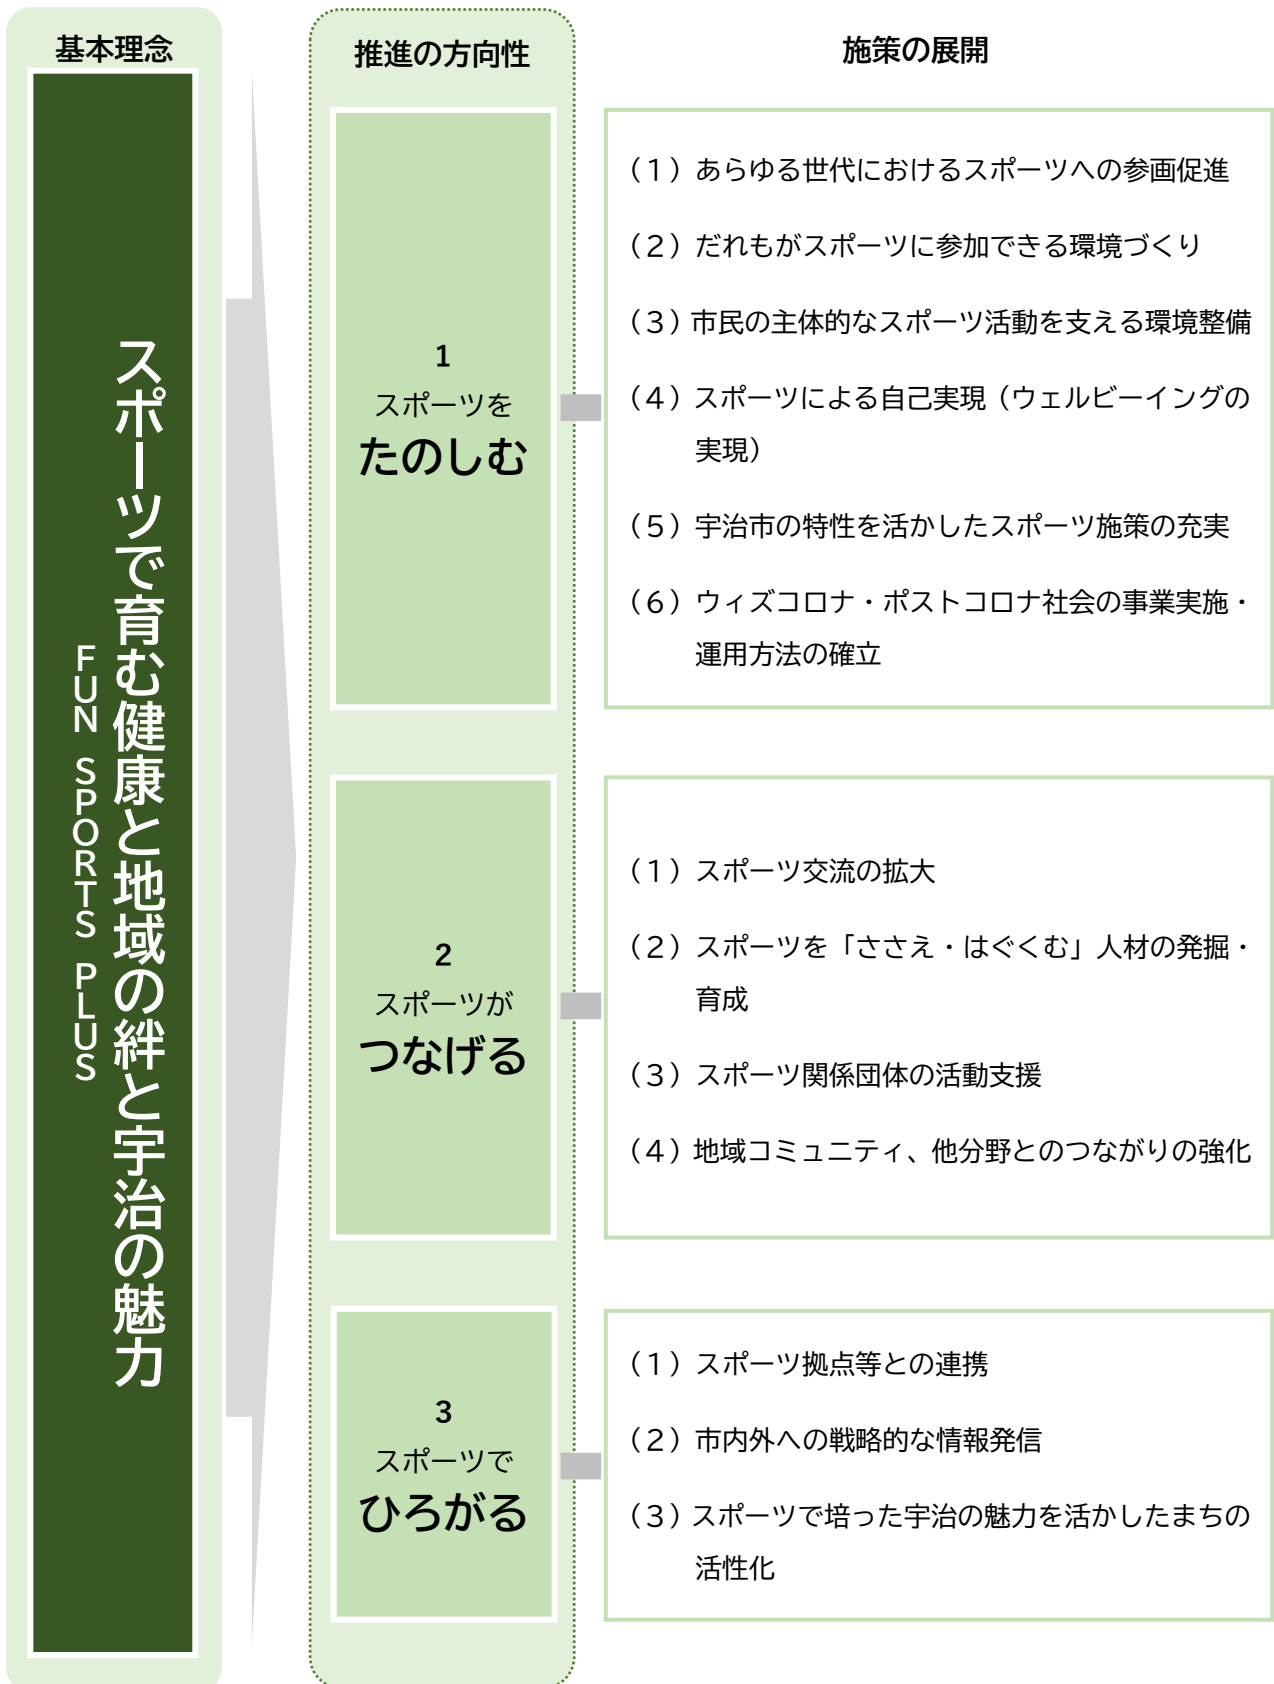 基本理念
スポーツで育む健康と地域の絆と宇治の魅力
FUN SPORTS PLUS
推進の方向性
施策の展開
1
スポーツを
たのしむ
（１）あらゆる世代におけるスポーツへの参画促進
（２）だれもがスポーツに参加できる環境づくり
（３）市民の主体的なスポーツ活動を支える環境整備
（４）スポーツによる自己実現（ウェルビーイングの
実現）
（５）宇治市の特性を活かしたスポーツ施策の充実
（６）ウィズコロナ・ポストコロナ社会の事業実施・
運用方法の確立
2
スポーツが
つなげる
（１）スポーツ交流の拡大
（２）スポーツを「ささえ・はぐくむ」人材の発掘・
育成
（３）スポーツ関係団体の活動支援
（４）地域コミュニティ、他分野とのつながりの強化
3
スポーツで
ひろがる
（１）スポーツ拠点等との連携
（２）市内外への戦略的な情報発信
（３）スポーツで培った宇治の魅力を活かしたまちの
活性化